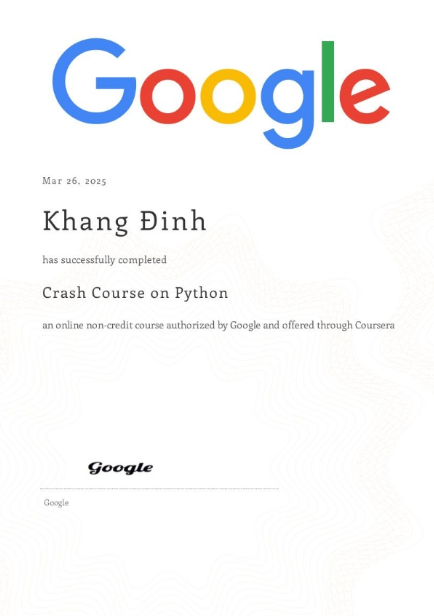 Google
Mar 26, 2025
Khang Đinh
has successfully completed
Crash Course on Python
an online non-credit course authorized by Google and offered through Coursera
Google
Google